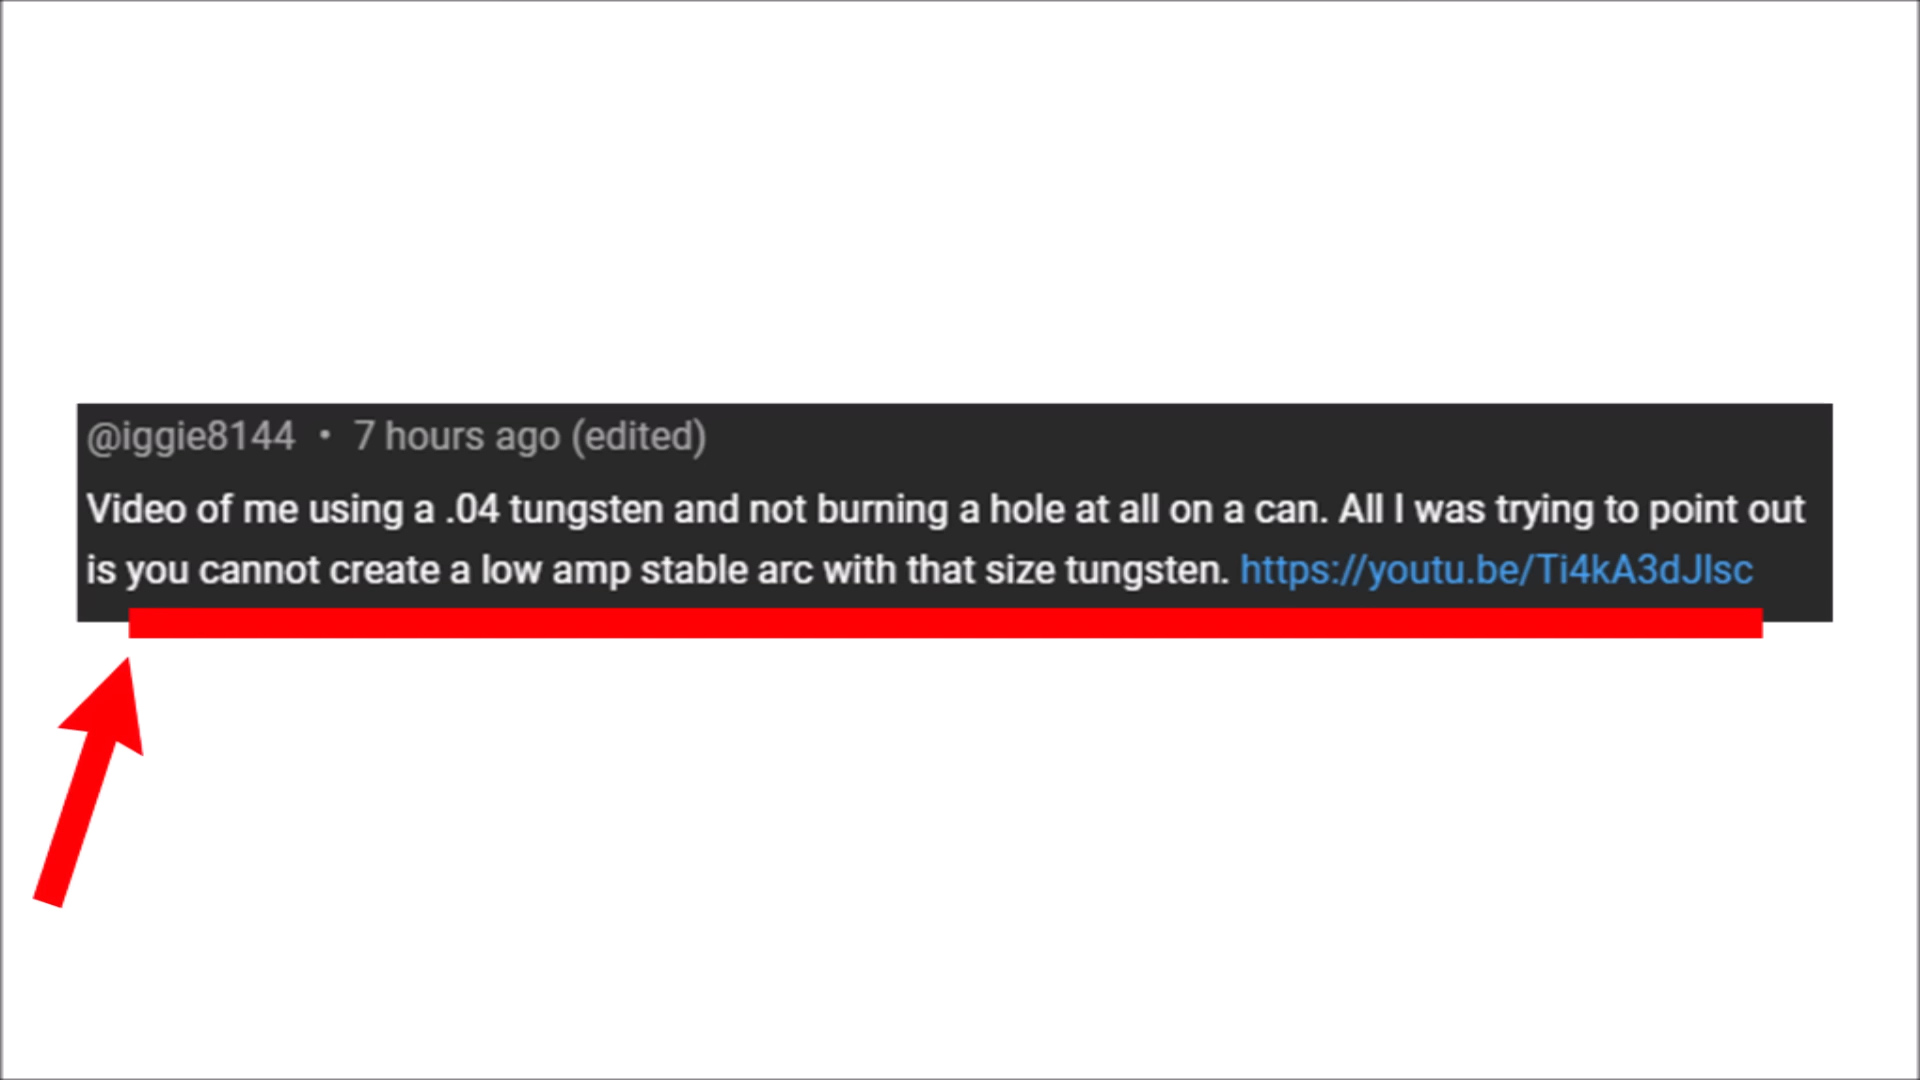 @iggie8144 • 7 hours ago (edited)
Video of me using a .04 tungsten and not burning a hole at all on a can. All I was trying to point out
is you cannot create a low amp stable arc with that size tungsten. https://youtu.be/Ti4kA3dJlsc